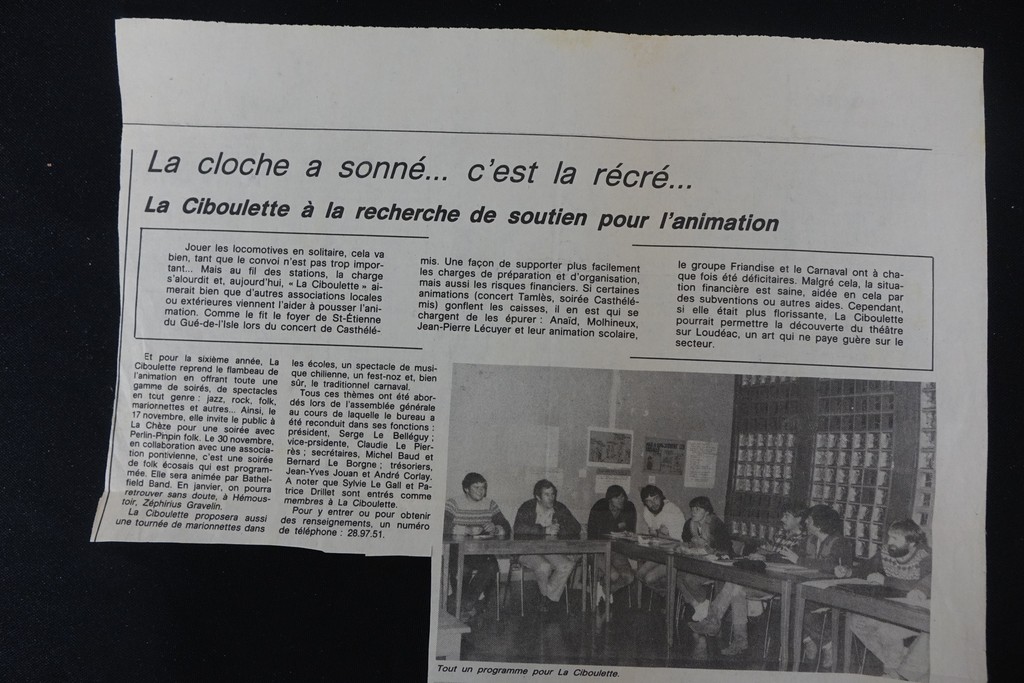 La cloche a sonné... c'est la récré...
La Ciboulette à la recherche de soutien pour l'animation
Jouer les locomotives en solitaire, cela va
bien, tant que le convoi n'est pas trop impor-
tant... Mais au fil des stations, la charge
s'alourdit et, aujourd'hui, « La Ciboulette » ai-
merait bien que d'autres associations locales
ou extérieures viennent l'aider à pousser l'ani-
mation. Comme le fit le foyer de St-Étienne
du Gué-de-l'Isle lors du concert de Casthélé-
mis. Une façon de supporter plus facilement
les charges de préparation et d'organisation,
mais aussi les risques financiers. Si certaines
animations (concert Tamlès, soirée Casthélé-
mis) gonflent les caisses, il en est qui se
chargent de les épurer : Anaïd, Molhineux,
Jean-Pierre Lécuyer et leur animation scolaire,
le groupe Friandise et le Carnaval ont à cha-
que fois été déficitaires. Malgré cela, la situa-
tion financière est saine, aidée en cela par
des subventions ou autres aides. Cependant,
si elle était plus florissante, La Ciboulette
pourrait permettre la découverte du théâtre
sur Loudéac, un art qui ne paye guère sur le
secteur.
Et pour la sixième année, La
Ciboulette reprend le flambeau de
l'animation en offrant toute une
gamme de soirés, de spectacles
en tout genre : jazz, rock, folk,
marionnettes et autres... Ainsi, le
17 novembre, elle invite le public à
La Chèze pour une soirée avec
Perlin-Pinpin folk. Le 30 novembre,
en collaboration avec une associa-
tion pontivienne, c'est une soirée
de folk écosais qui est program-
mée. Elle sera animée par Bathel-
field Band. En janvier, on pourra
retrouver sans doute, à Hémous-
toir, Zéphirius Gravelin.
La Ciboulette proposera aussi
une tournée de marionnettes dans
les écoles, un spectacle de musi-
que chilienne, un fest-noz et, bien
sûr, le traditionnel carnaval.
Tous ces thèmes ont été abor-
dés lors de l'assemblée générale
au cours de laquelle le bureau a
été reconduit dans ses fonctions :
président, Serge Le Belléguy ;
vice-prsident, Claudie Le Pier-
rès ; secrétaires, Michel Baud et
Bernard Le Borgne ; trésoriers,
Jean-Yves Jouan et André Corlay.
A noter que Sylvie Le Gall et Pa-
trice Drillet sont entrés comme
membres à La Ciboulette.
Pour y entrer ou pour obtenir
des renseignements, un numéro
de téléphone : 28.97.51.
Tout un programme pour La Ciboulette.